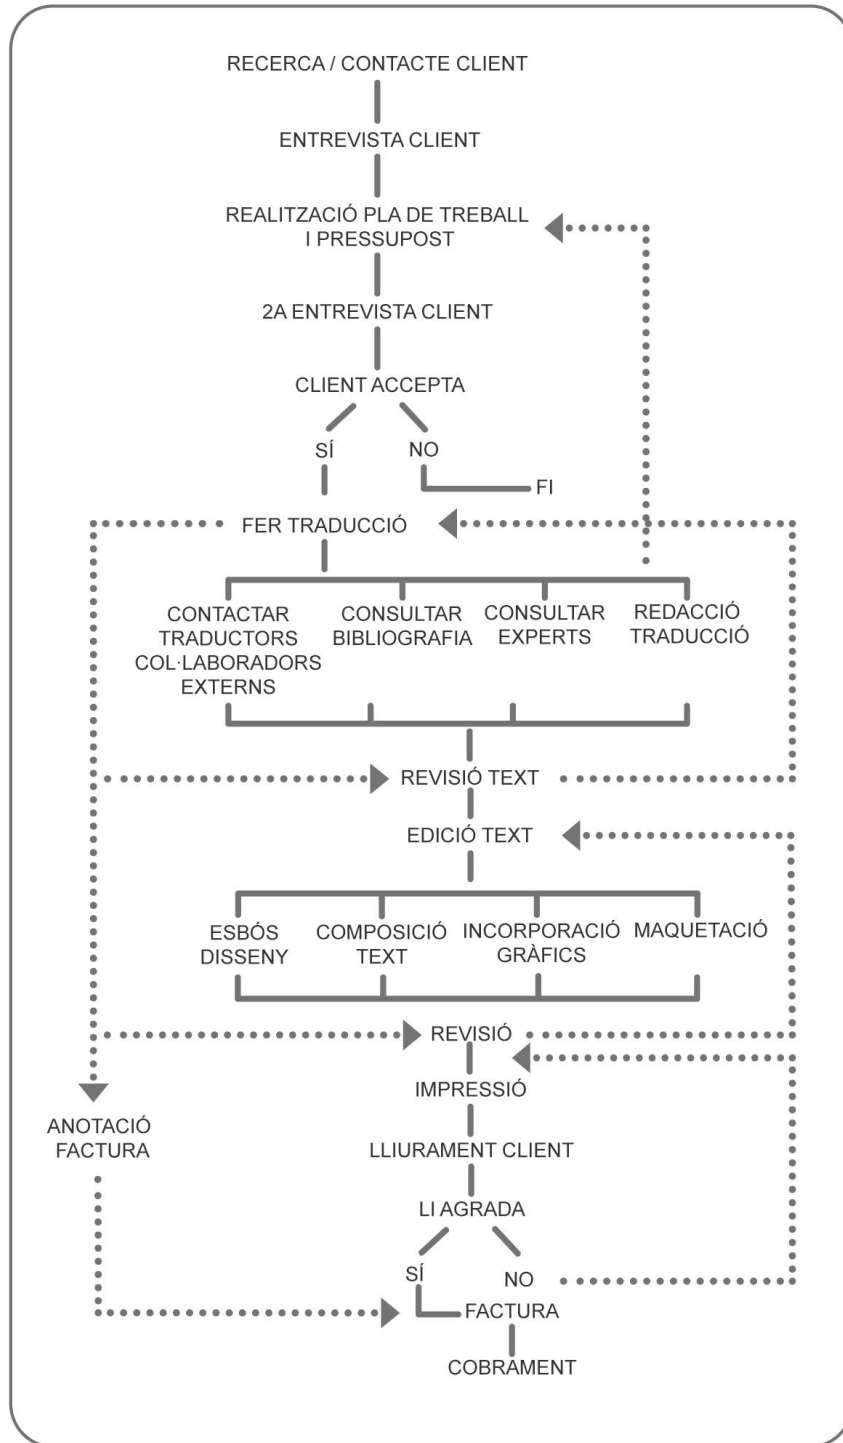 RECERCA / CONTACTE CLIENT
ENTREVISTA CLIENT
REALITZACIÓ PLA DE TREBALL
I PRESSUPOST
2A ENTREVISTA CLIENT
CLIENT ACCEPTA
SÍ
NO
FI
FER TRADUCCIÓ
CONTACTAR
TRADUCTORS
COL·LABORADORS
EXTERNS
CONSULTAR
BIBLIOGRAFIA
CONSULTAR
EXPERTS
REDACCIÓ
TRADUCCIÓ
REVISIÓ TEXT
EDICIÓ TEXT
ESBÓS
DISSENY
COMPOSICIÓ
TEXT
INCORPORACIÓ
GRÀFICS
MAQUETACIÓ
REVISIÓ
IMPRESSIÓ
ANOTACIÓ
FACTURA
LLIURAMENT CLIENT
LI AGRADA
SÍ
NO
FACTURA
COBRAMENT